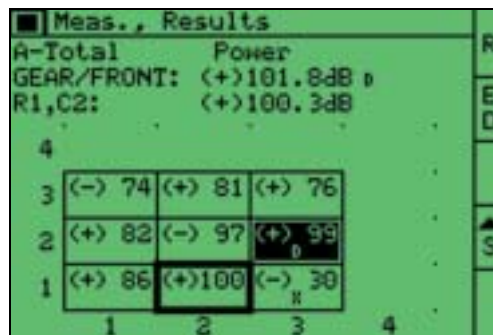 Meas., Results
A-Total Power
GEAR/FRONT: (+)101.8dB D
R1,C2: (+)100.3dB
4
3 (-) 74 (+) 81 (+) 76
2 (+) 82 (-) 97 (+) 99
D
1 (+) 86 (+)100 (-) 30
X
1 2 3 4
R
E
D
S